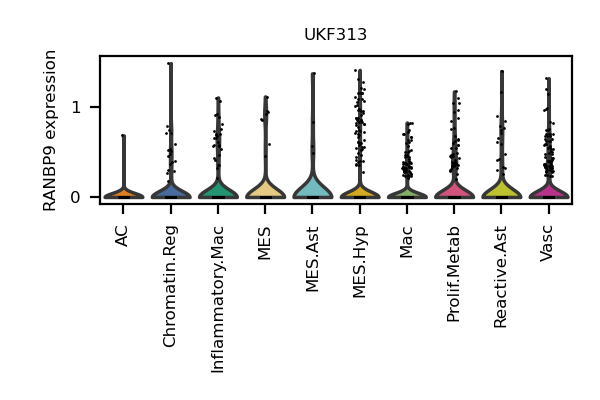 UKF313
RANBP9 expression
1
0
AC
Chromatin.Reg
Inflammatory.Mac
MES
MES.Ast
MES.Hyp
Mac
Prolif.Metab
Reactive.Ast
Vasc